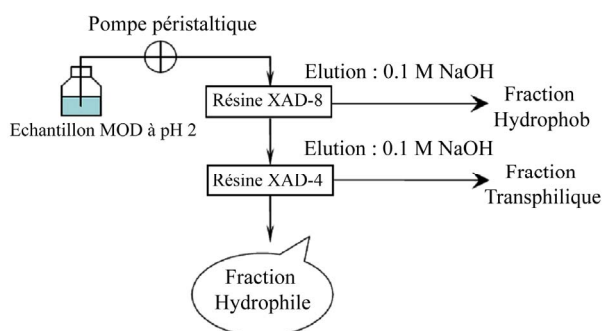 Pompe péristaltique
Echantillon MOD à pH 2
Elution : 0.1 M NaOH
Résine XAD-8
Fraction
Hydrophob
Elution : 0.1 M NaOH
Résine XAD-4
Fraction
Transphilique
Fraction
Hydrophile